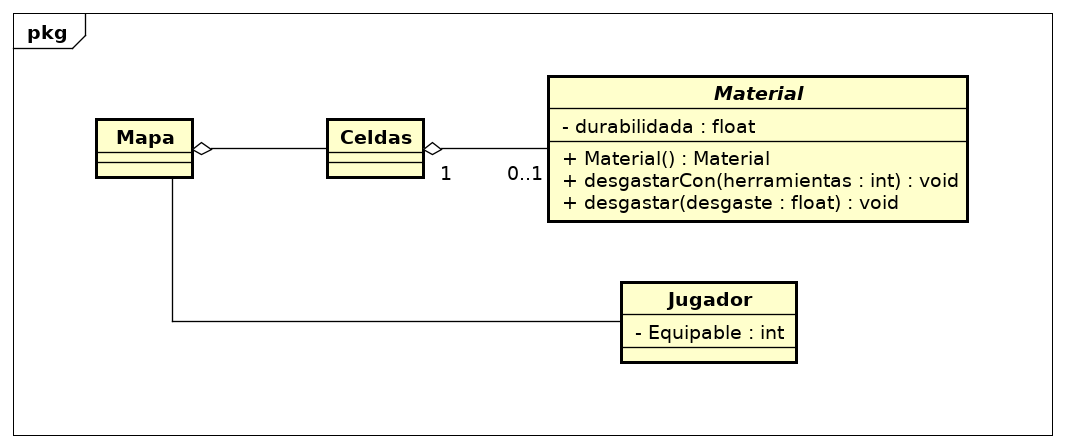 pkg
Mapa
Celdas
1
0..1
Material
- durabilidada : float
+ Material() : Material
+ desgastarCon(herramientas : int) : void
+ desgastar(desgaste : float) : void
Jugador
- Equipable : int